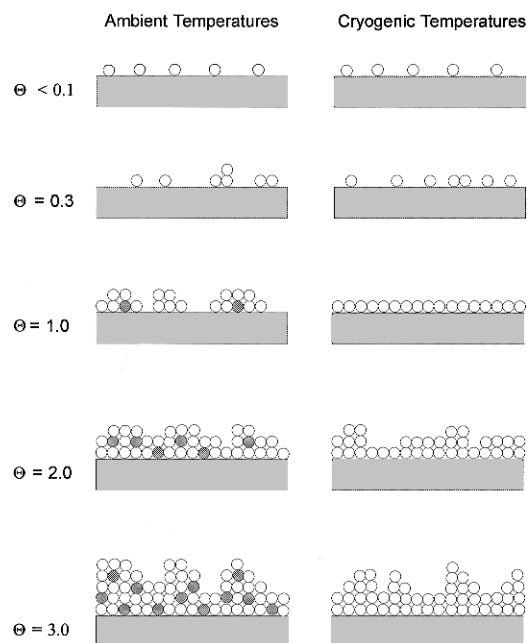 Ambient Temperatures Cryogenic Temperatures
Θ < 0.1
Θ = 0.3
Θ = 1.0
Θ = 2.0
Θ = 3.0